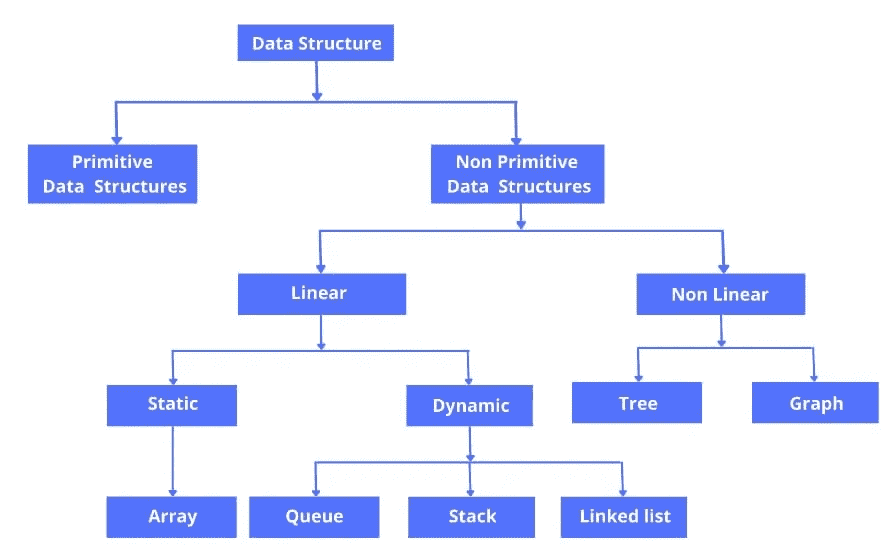 Data Structure
Primitive
Data Structures
Non Primitive
Data Structures
Linear
Non Linear
Static
Dynamic
Tree
Graph
Array
Queue
Stack
Linked list